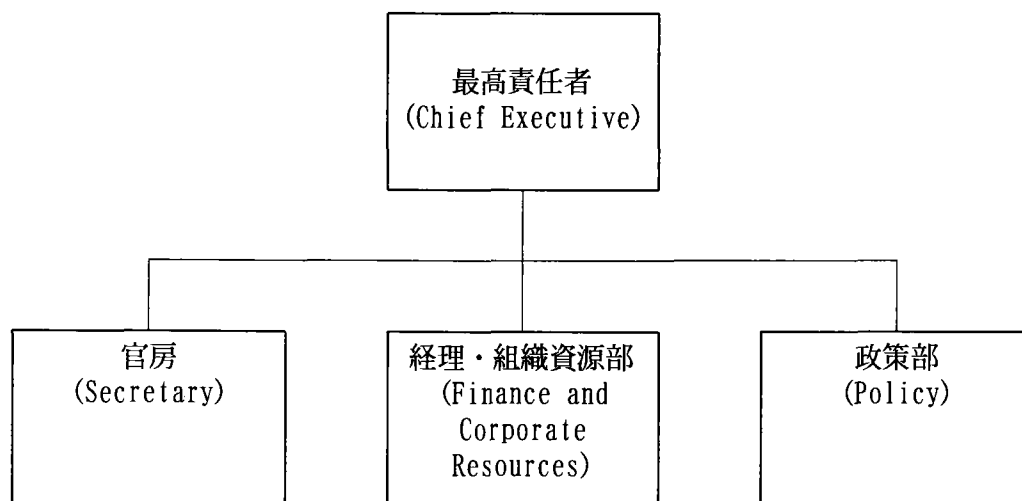 最高責任者
(Chief Executive)
官房
(Secretary)
経理・組織資源部
(Finance and
Corporate
Resources)
政策部
(Policy)